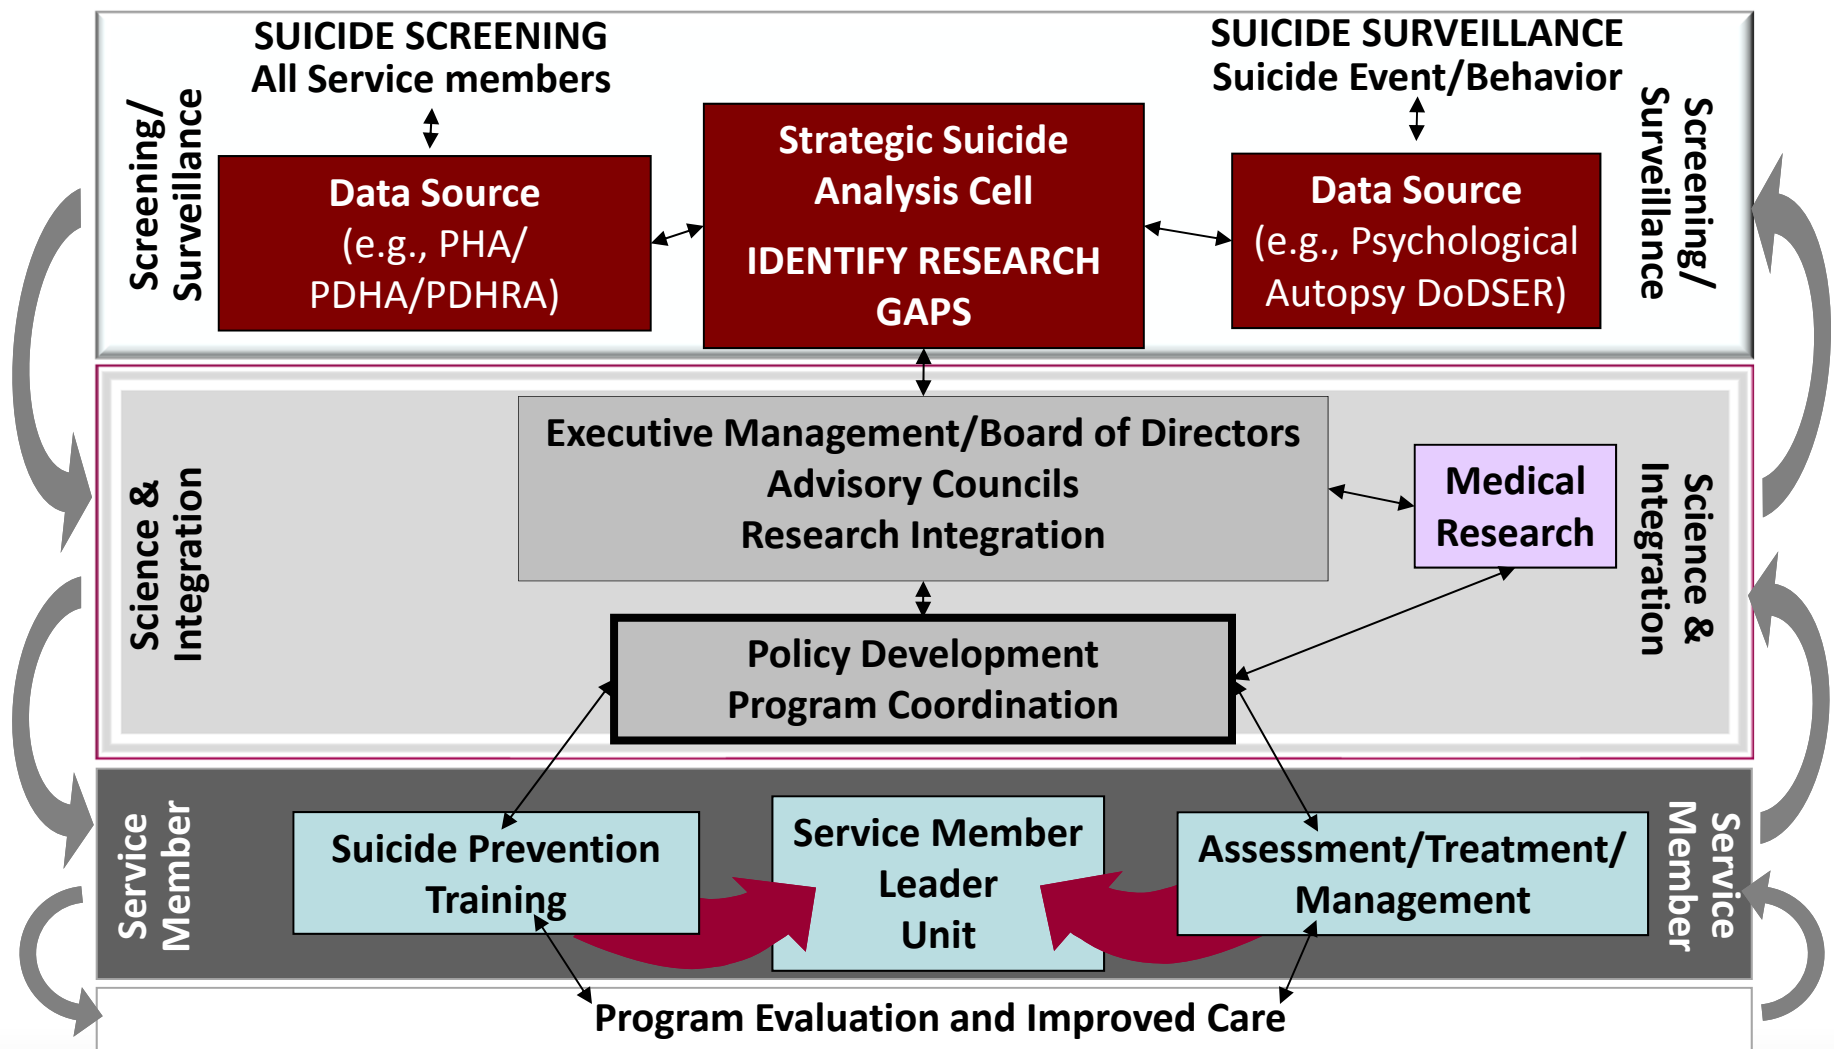 SUICIDE SCREENING
All Service members
SUICIDE SURVEILLANCE
Suicide Event/Behavior
Screening/
Surveillance
Data Source
(e.g., PHA/
PDHA/PDHRA)
Strategic Suicide
Analysis Cell
IDENTIFY RESEARCH
GAPS
Data Source
(e.g., Psychological
Autopsy DoDSER)
Screening/
Surveillance
Science &
Integration
Executive Management/Board of Directors
Advisory Councils
Research Integration
Medical
Research
Science &
Integration
Policy Development
Program Coordination
Service
Member
Suicide Prevention
Training
Service Member
Leader
Unit
Assessment/Treatment/
Management
Service
Member
Program Evaluation and Improved Care